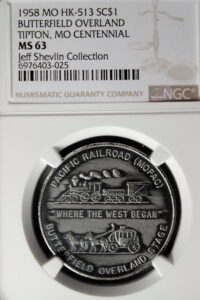 1958 MO HK-513 SC$1
BUTTERFIELD OVERLAND
TIPTON, MO CENTENNIAL
MS 63
Jeff Shevlin Collection
6976403-025
NUMISMATIC GUARANTY COMPANY
NGC
PACIFIC RAILROAD (MOPAC)
"WHERE THE WEST BEGAN"
BUTTERFIELD OVERLAND STAGE